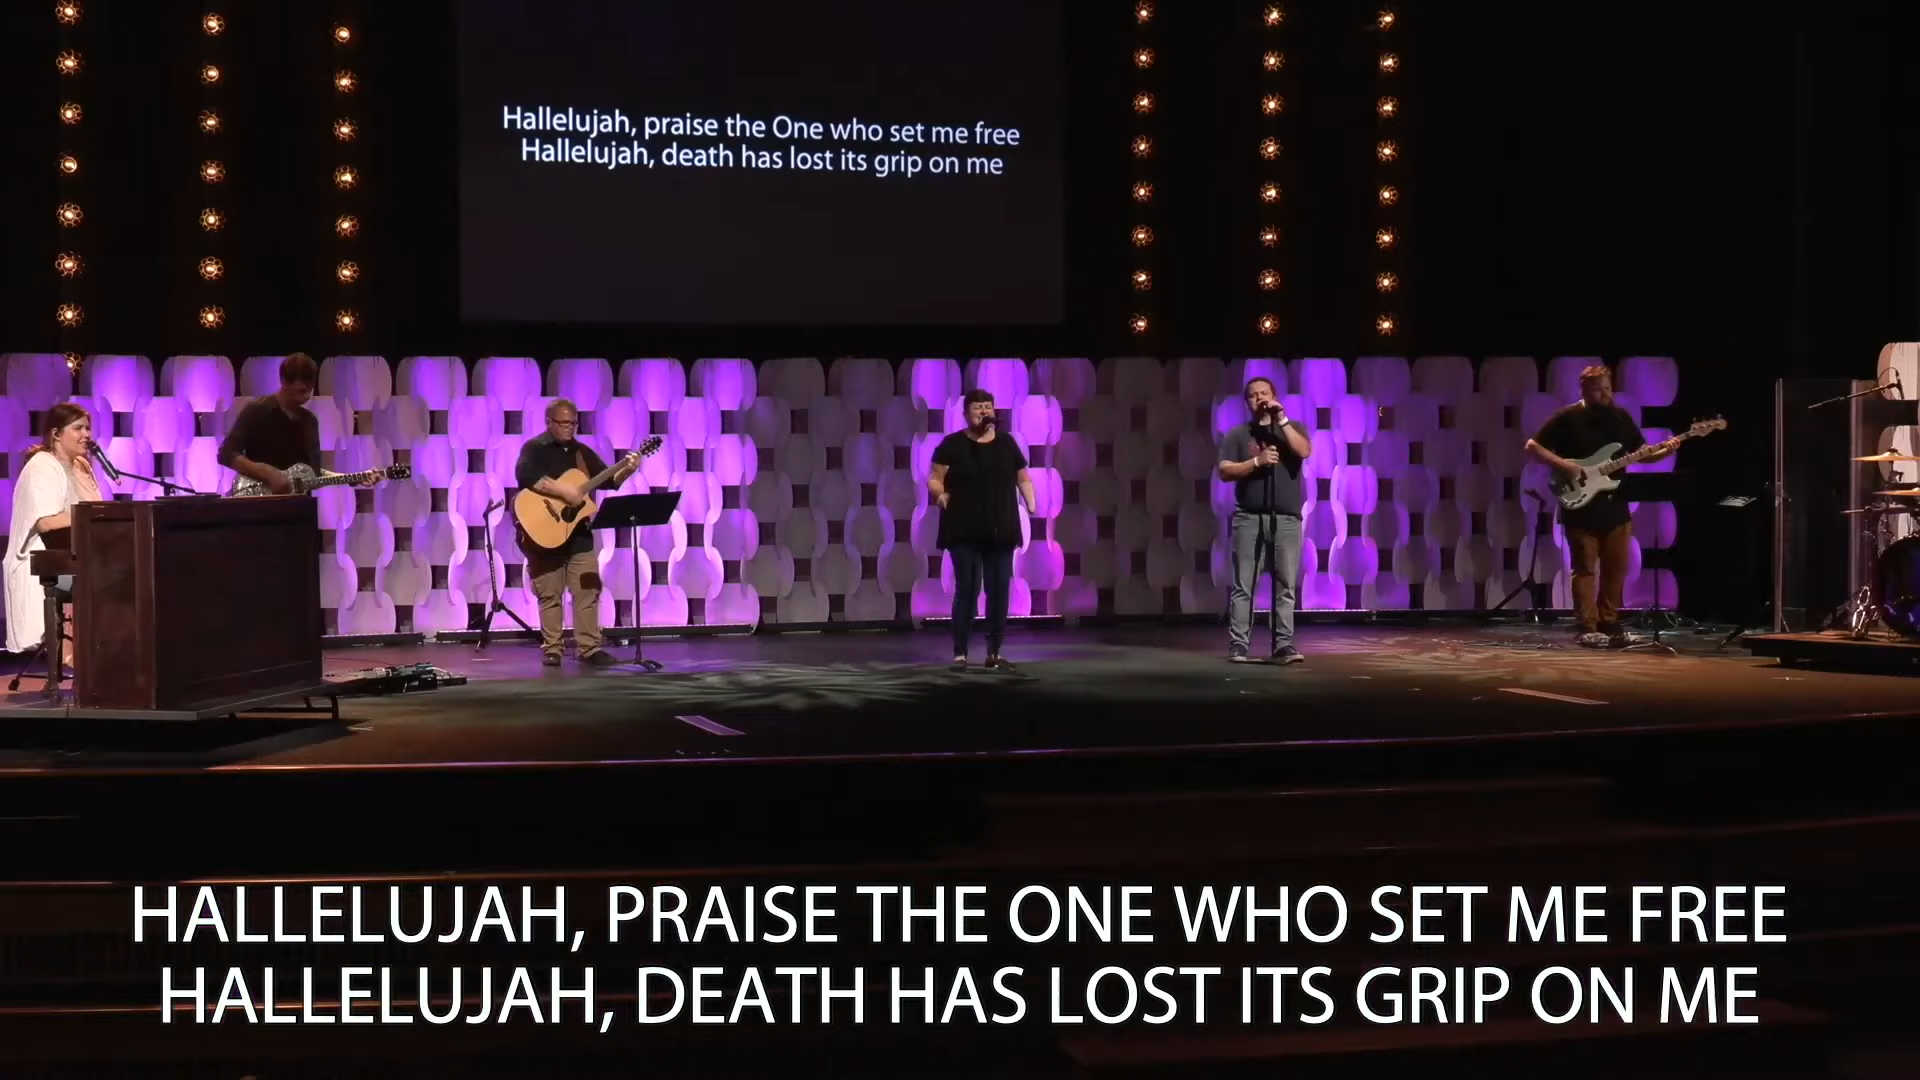 Hallelujah, praise the One who set me free
Hallelujah, death has lost its grip on me
HALLELUJAH, PRAISE THE ONE WHO SET ME FREE
HALLELUJAH, DEATH HAS LOST ITS GRIP ON ME